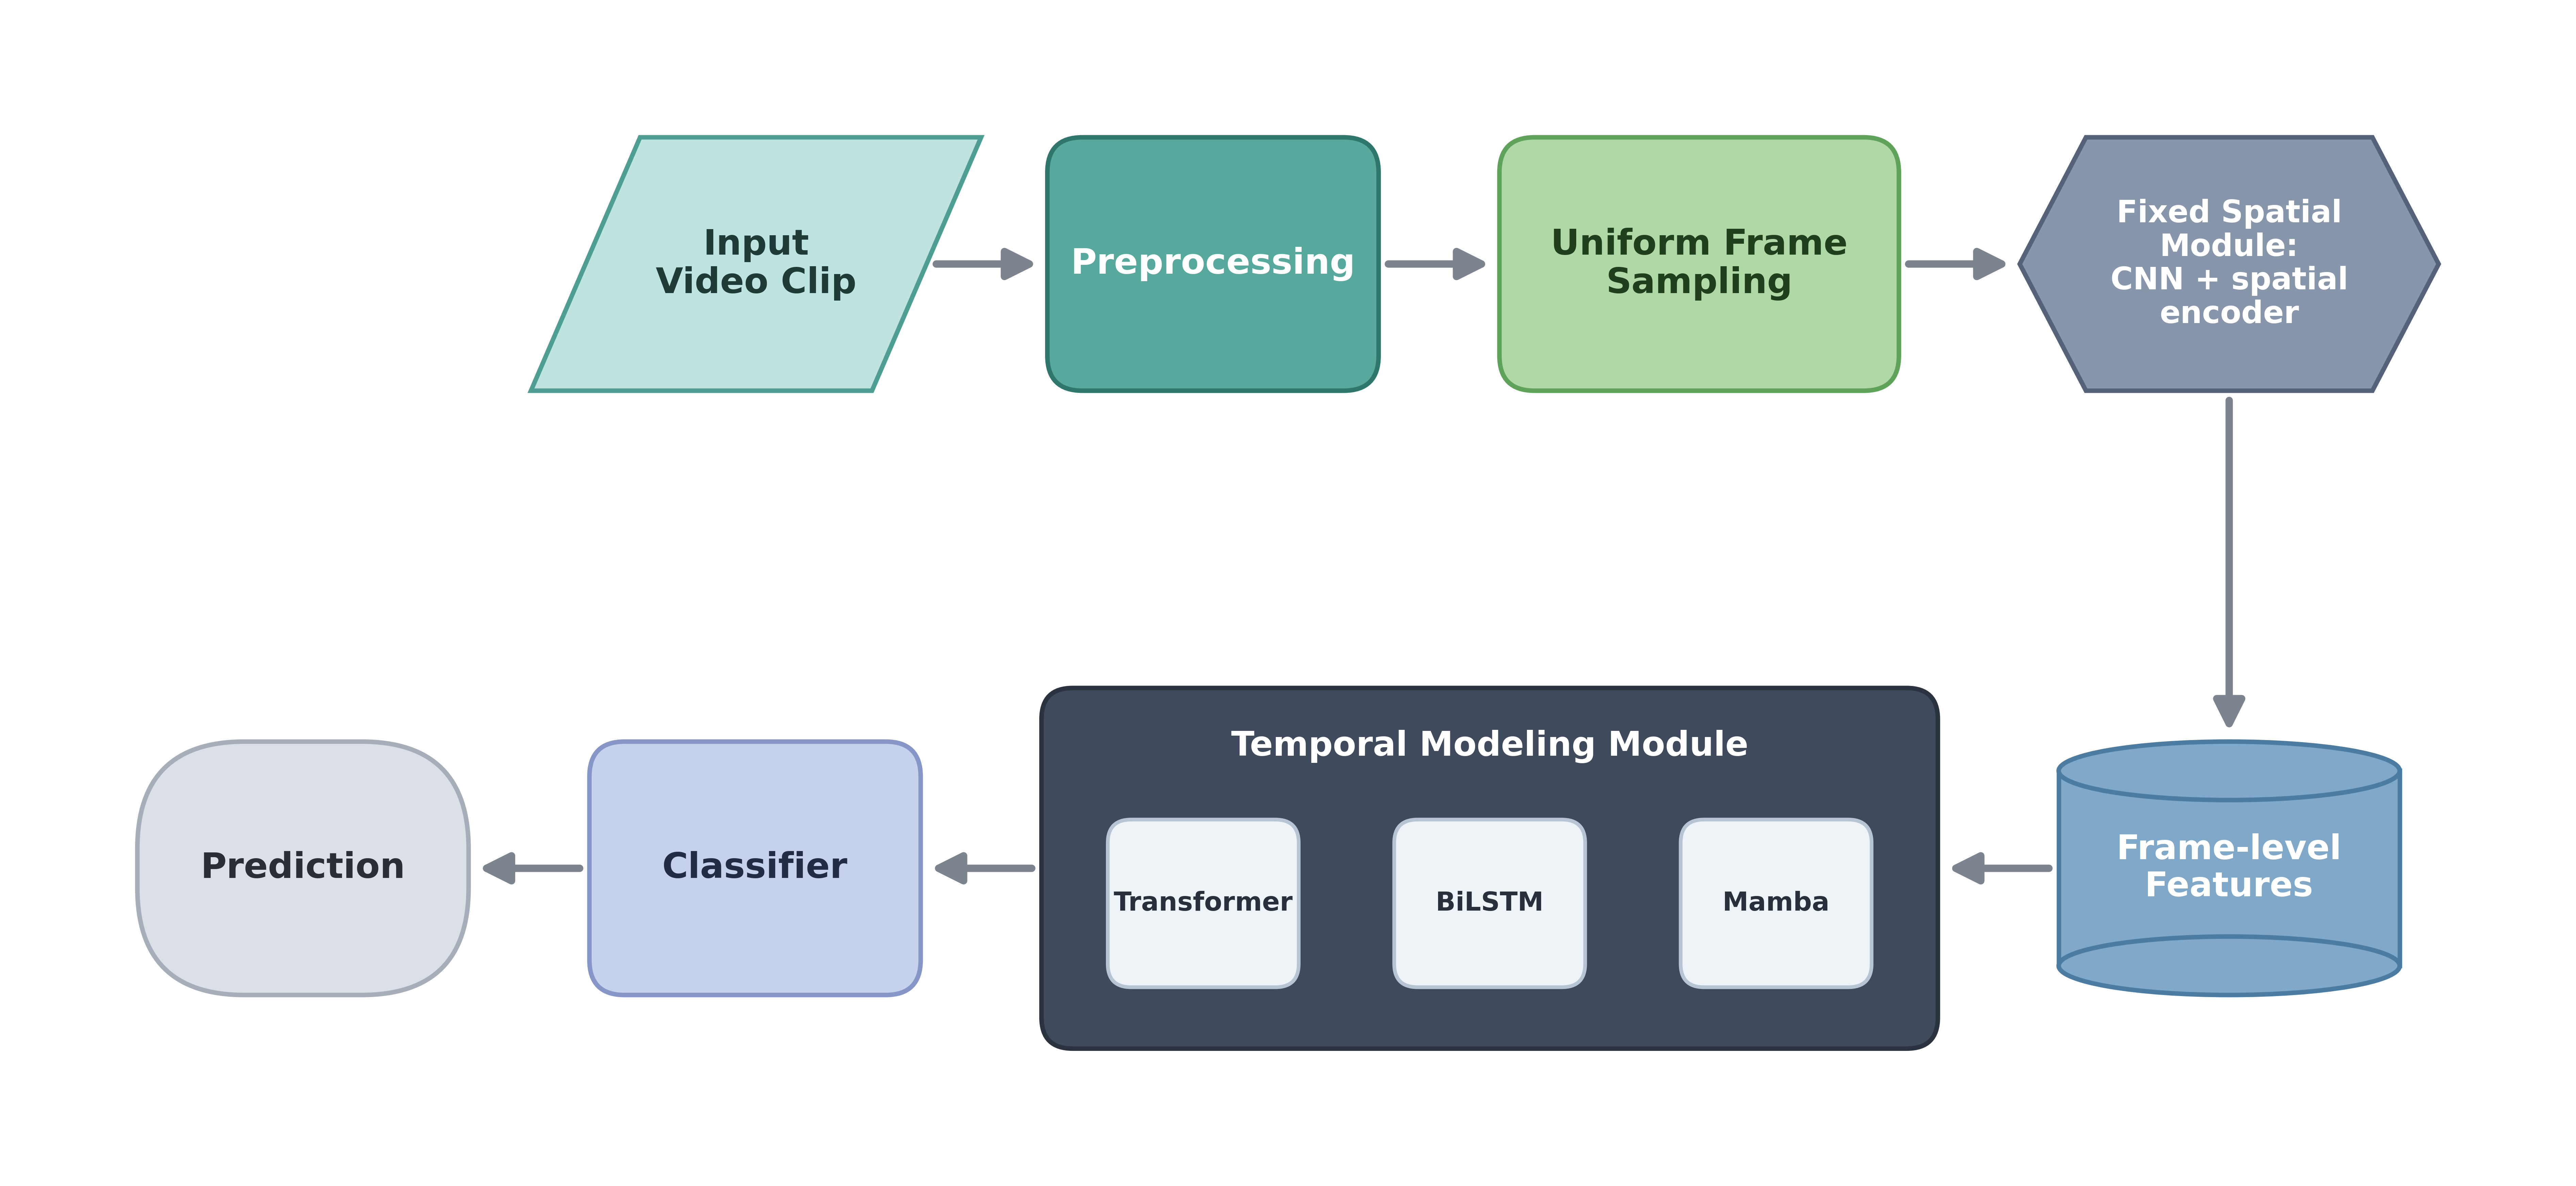 Input
Video Clip
Preprocessing
Uniform Frame
Sampling
Fixed Spatial
Module:
CNN + spatial
encoder
Frame-level
Features
Temporal Modeling Module
Transformer
BiLSTM
Mamba
Classifier
Prediction